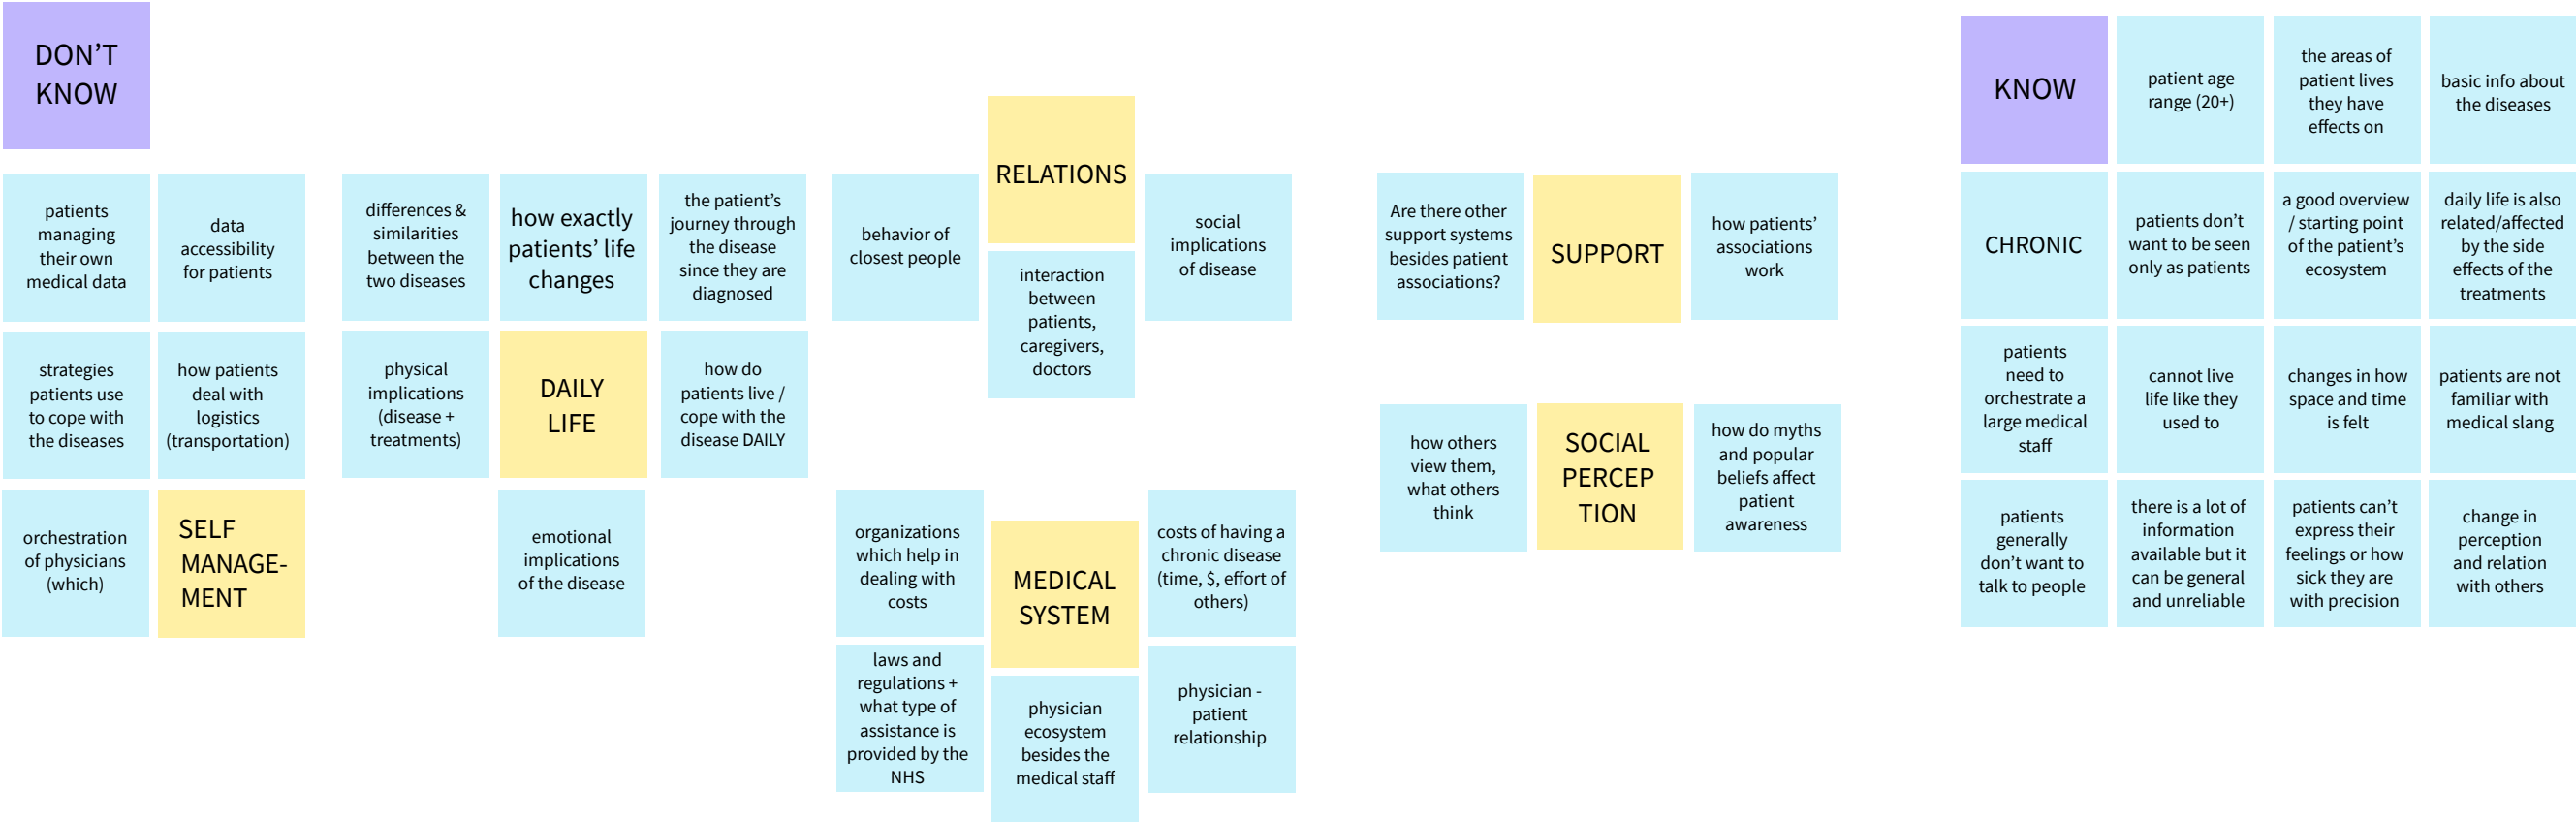 DON’T
KNOW
patients
managing
their own
medical data
data
accessibility
for patients
strategies
patients use
to cope with
the diseases
how patients
deal with
logistics
(transportation)
orchestration
of physicians
(which)
SELF
MANAGE-
MENT
differences &
similarities
between the
two diseases
how exactly
patients’ life
changes
the patient’s
journey through
the disease
since they are
diagnosed
physical
implications
(disease +
treatments)
DAILY
LIFE
how do
patients live /
cope with the
disease DAILY
emotional
implications
of the disease
behavior of
closest people
RELATIONS
social
implications
of disease
interaction
between
patients,
caregivers,
doctors
organizations
which help in
dealing with
costs
MEDICAL
SYSTEM
costs of having a
chronic disease
(time, $, effort of
others)
laws and
regulations +
what type of
assistance is
provided by the
NHS
physician
ecosystem
besides the
medical staff
physician -
patient
relationship
Are there other
support systems
besides patient
associations?
SUPPORT
how patients’
associations
work
how others
view them,
what others
think
SOCIAL
PERCEP
TION
how do myths
and popular
beliefs affect
patient
awareness
KNOW
patient age
range (20+)
the areas of
patient lives
they have
effects on
basic info about
the diseases
CHRONIC
patients don’t
want to be seen
only as patients
a good overview
/ starting point
of the patient’s
ecosystem
daily life is also
related/affected
by the side
effects of the
treatments
patients
need to
orchestrate a
large medical
staff
cannot live
life like they
used to
changes in how
space and time
is felt
patients are not
familiar with
medical slang
patients
generally
don’t want to
talk to people
there is a lot of
information
available but it
can be general
and unreliable
patients can’t
express their
feelings or how
sick they are
with precision
change in
perception
and relation
with others